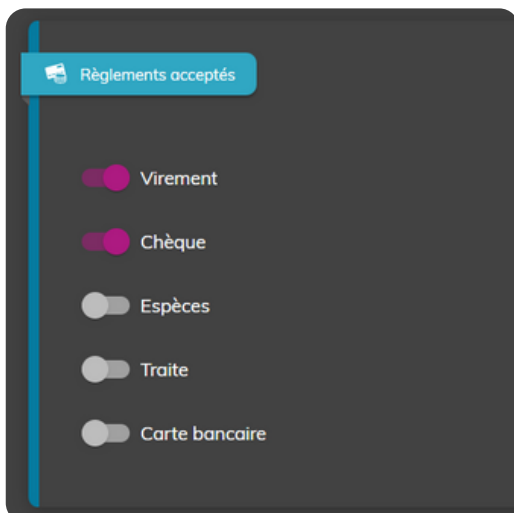 Règlements acceptés
Virement
Chèque
Espèces
Traite
Carte bancaire